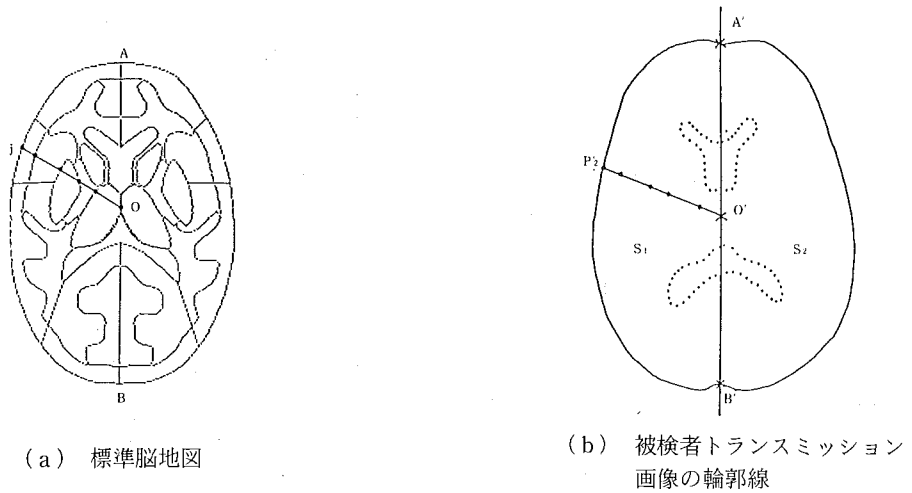 A
j
O
B
(a) 標準脳地図
A'
P'2
O'
S1
S2
B'
(b) 被検者トランスミッション
画像の輪郭線